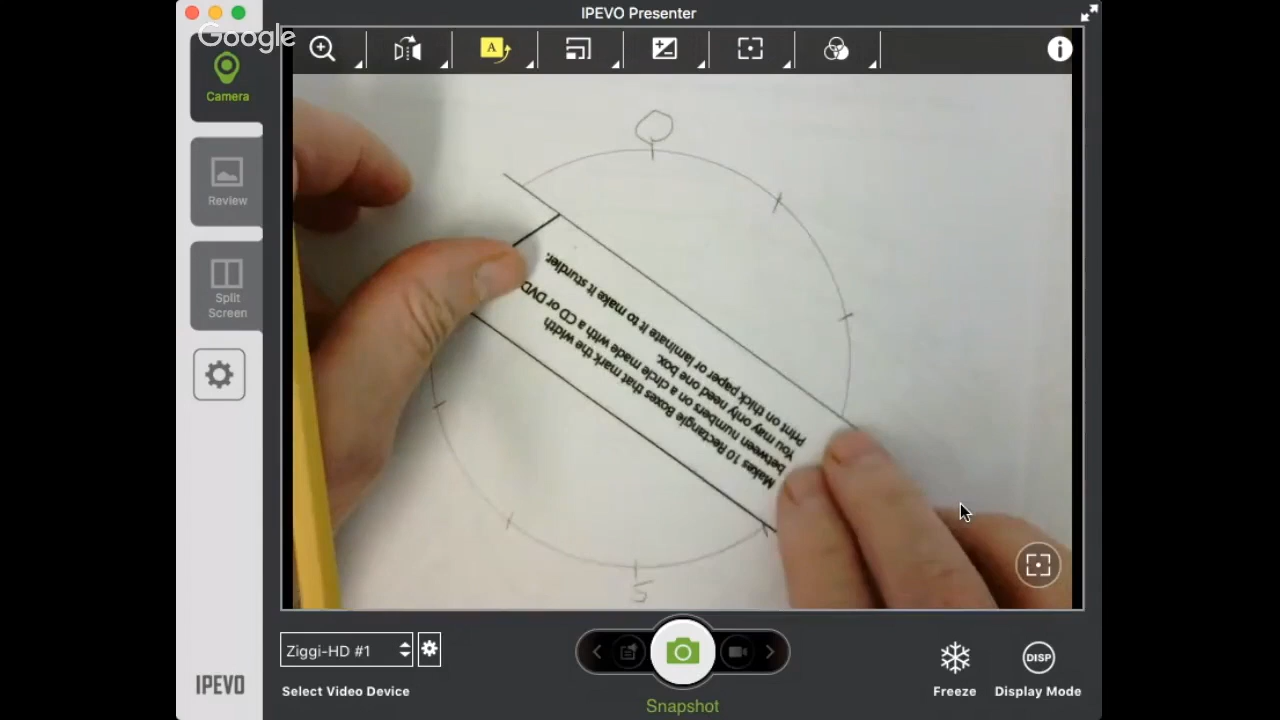 IPEVO Presenter
Google
A
Camera
Review
Split
Screen
IPEVO
O
Makes 10 Rectangle Boxes that mark the width
between numbers on a circle made with a CD or DVD
You may only need one box.
Print on thick paper or laminate it to make it sturdier.
5
Ziggi-HD #1
Select Video Device
Snapshot
Freeze
DISP
Display Mode